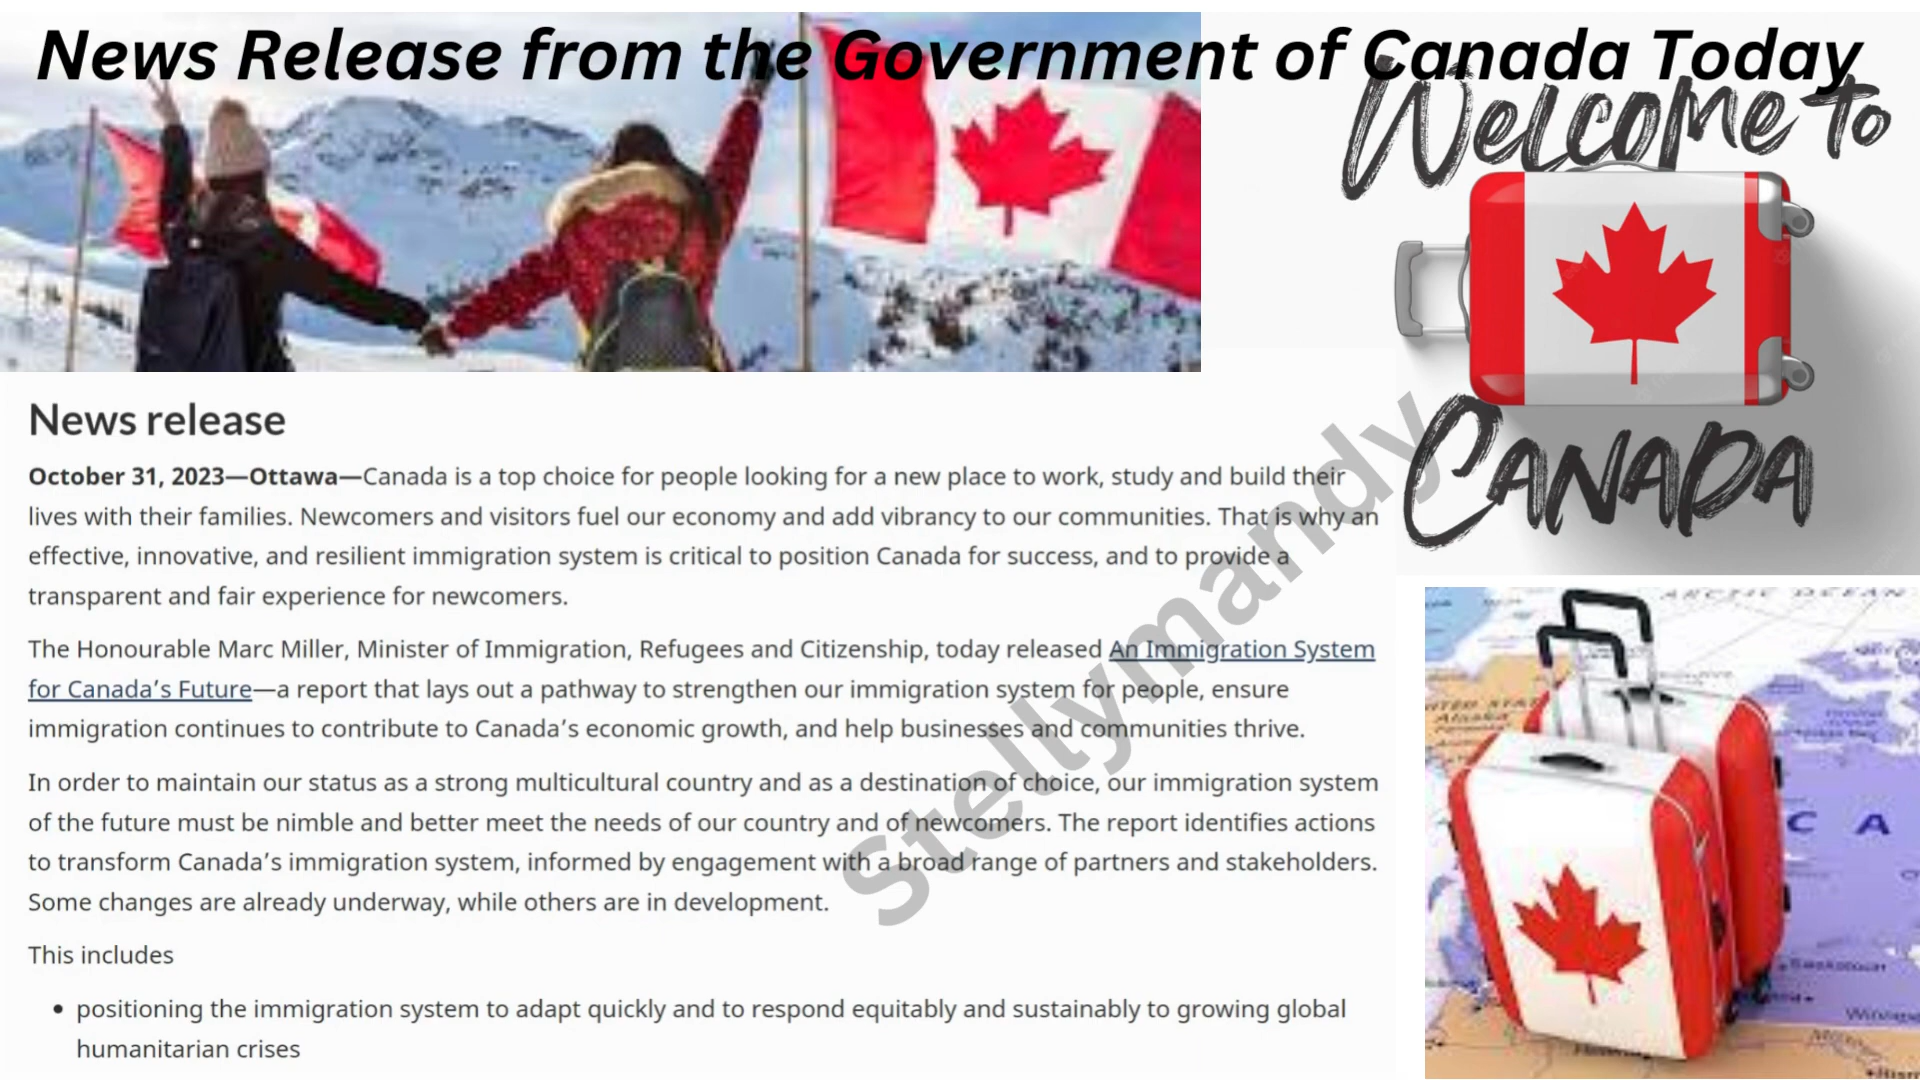 News Release from the Government of Canada Today
Welcome to
CANADA
News release
October 31, 2023—Ottawa—Canada is a top choice for people looking for a new place to work, study and build their
lives with their families. Newcomers and visitors fuel our economy and add vibrancy to our communities. That is why an
effective, innovative, and resilient immigration system is critical to position Canada for success, and to provide a
transparent and fair experience for newcomers.
The Honourable Marc Miller, Minister of Immigration, Refugees and Citizenship, today released An Immigration System
for Canada’s Future—a report that lays out a pathway to strengthen our immigration system for people, ensure
immigration continues to contribute to Canada’s economic growth, and help businesses and communities thrive.
In order to maintain our status as a strong multicultural country and as a destination of choice, our immigration system
of the future must be nimble and better meet the needs of our country and of newcomers. The report identifies actions
to transform Canada’s immigration system, informed by engagement with a broad range of partners and stakeholders.
Some changes are already underway, while others are in development.
This includes
• positioning the immigration system to adapt quickly and to respond equitably and sustainably to growing global
humanitarian crises
Stellymandy
ARCTIC OCEAN
C A
Saskatoon